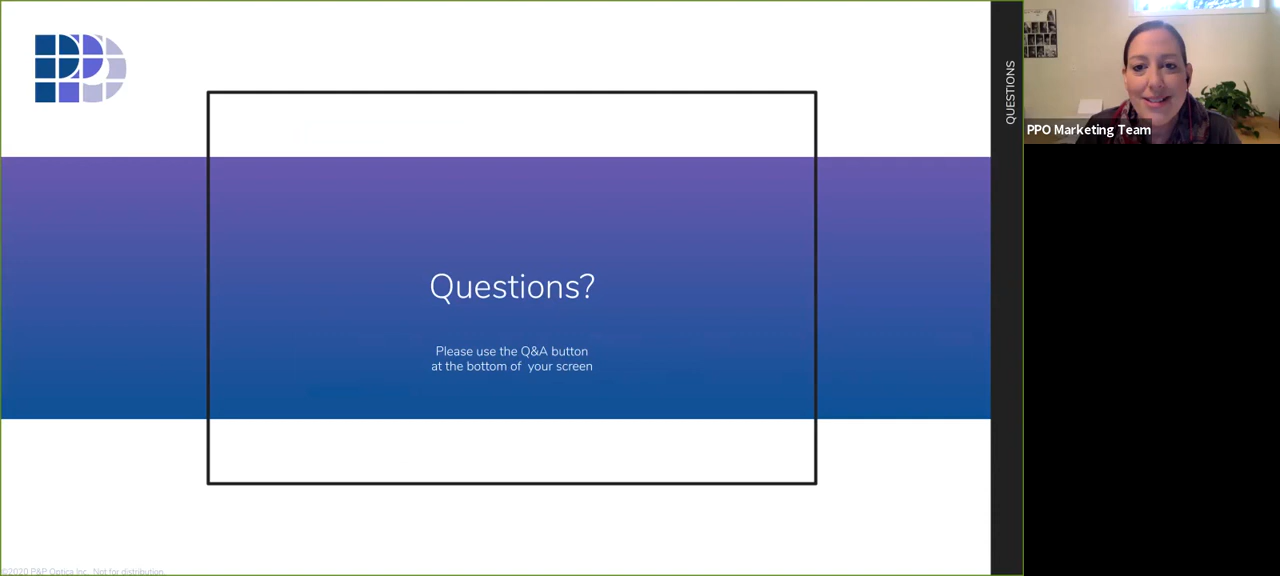 QUESTIONS
PPO Marketing Team
Questions?
Please use the Q&A button
at the bottom of your screen
©2020 P&P Optica Inc. Not for distribution.